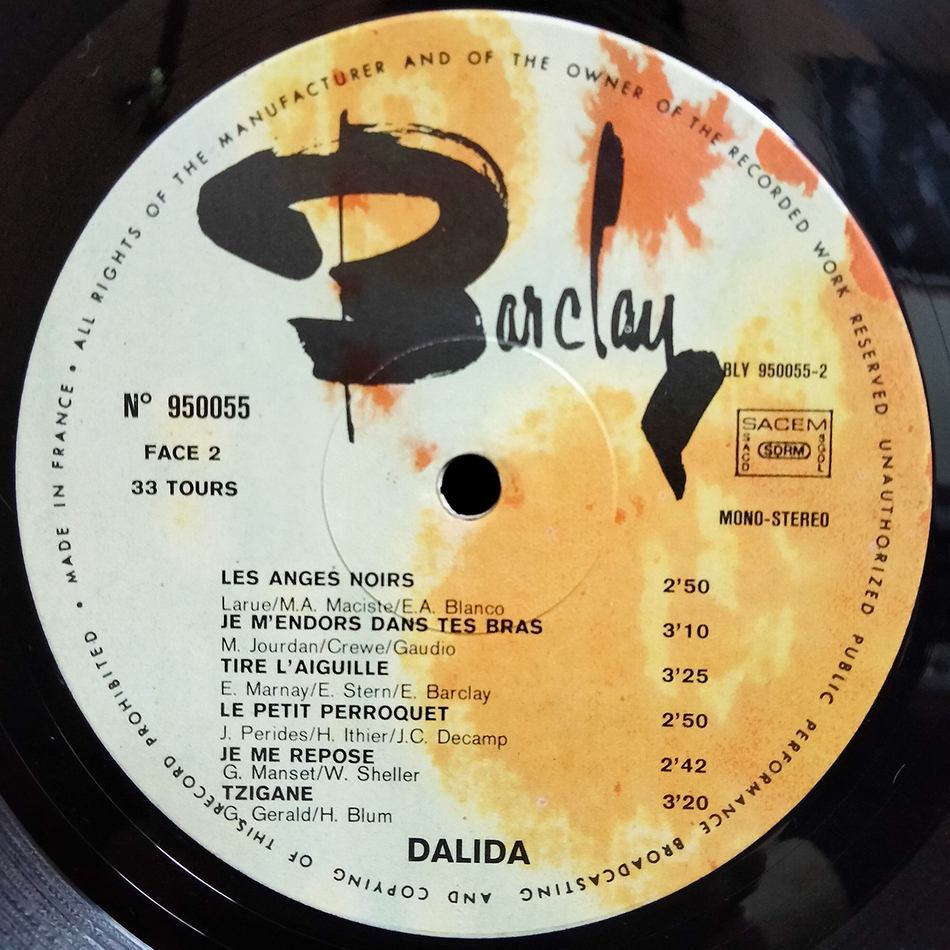 • MADE IN FRANCE • ALL RIGHTS OF THE MANUFACTURER AND OF THE OWNER OF THE RECORDED WORK RESERVED UNAUTHORIZED PUBLIC PERFORMANCE BROADCASTING AND COPYING OF THIS RECORD PROHIBITED
Barclay
BLY 950055-2
N° 950055
FACE 2
33 TOURS
SACEM
SACD SDRM SGDL
MONO-STEREO
LES ANGES NOIRS 2'50
Larue/M.A. Maciste/E.A. Blanco
JE M'ENDORS DANS TES BRAS 3'10
M. Jourdan/Crewe/Gaudio
TIRE L'AIGUILLE 3'25
E. Marnay/E. Stern/E. Barclay
LE PETIT PERROQUET 2'50
J. Perides/H. Ithier/J.C. Decamp
JE ME REPOSE 2'42
G. Manset/W. Sheller
TZIGANE 3'20
G. Gerald/H. Blum
DALIDA